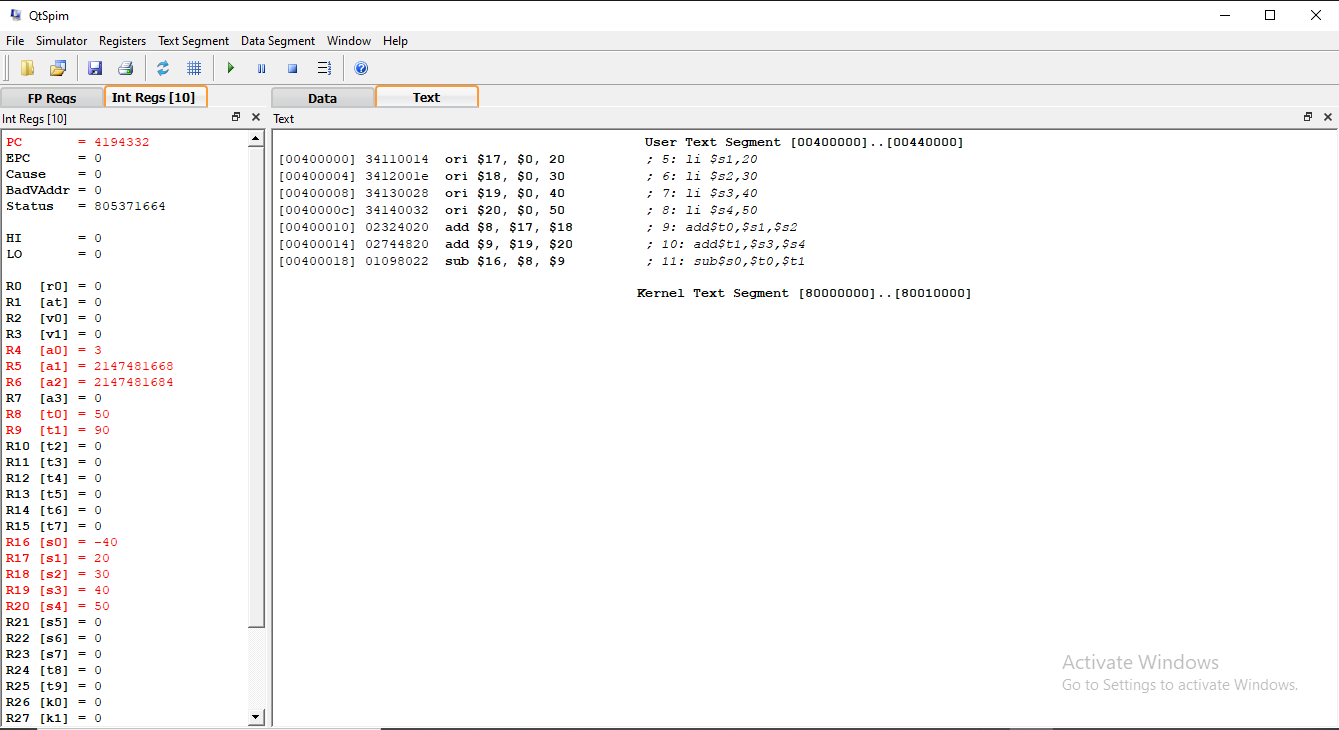 QtSpim
File Simulator Registers Text Segment Data Segment Window Help
FP Regs Int Regs [10] Data Text
Int Regs [10]
PC = 4194332
EPC = 0
Cause = 0
BadVAddr = 0
Status = 805371664
HI = 0
LO = 0
R0 [r0] = 0
R1 [at] = 0
R2 [v0] = 0
R3 [v1] = 0
R4 [a0] = 3
R5 [a1] = 2147481668
R6 [a2] = 2147481684
R7 [a3] = 0
R8 [t0] = 50
R9 [t1] = 90
R10 [t2] = 0
R11 [t3] = 0
R12 [t4] = 0
R13 [t5] = 0
R14 [t6] = 0
R15 [t7] = 0
R16 [s0] = -40
R17 [s1] = 20
R18 [s2] = 30
R19 [s3] = 40
R20 [s4] = 50
R21 [s5] = 0
R22 [s6] = 0
R23 [s7] = 0
R24 [t8] = 0
R25 [t9] = 0
R26 [k0] = 0
R27 [k1] = 0
Text
User Text Segment [00400000]..[00440000]
[00400000] 34110014 ori $17, $0, 20 ; 5: li $s1,20
[00400004] 3412001e ori $18, $0, 30 ; 6: li $s2,30
[00400008] 34130028 ori $19, $0, 40 ; 7: li $s3,40
[0040000c] 34140032 ori $20, $0, 50 ; 8: li $s4,50
[00400010] 02324020 add $8, $17, $18 ; 9: add$t0,$s1,$s2
[00400014] 02744820 add $9, $19, $20 ; 10: add$t1,$s3,$s4
[00400018] 01098022 sub $16, $8, $9 ; 11: sub$s0,$t0,$t1
Kernel Text Segment [80000000]..[80010000]
Activate Windows
Go to Settings to activate Windows.